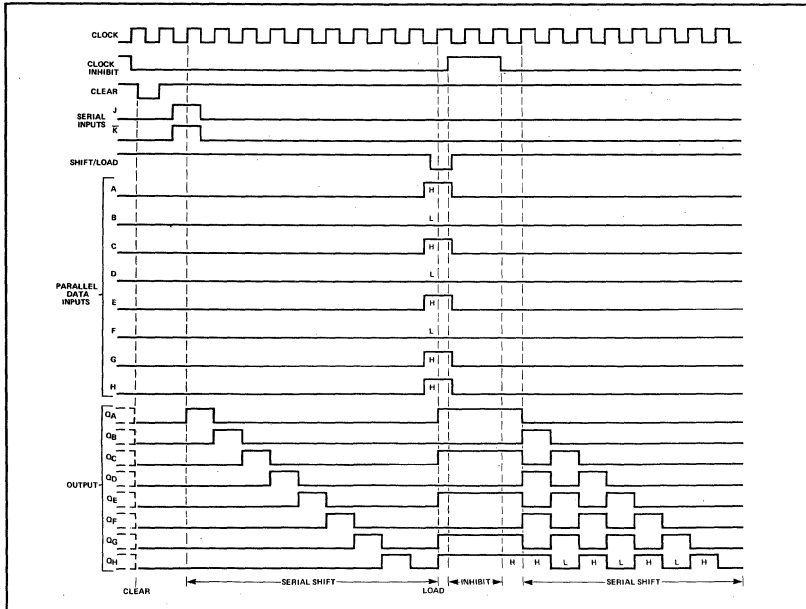 CLOCK
CLOCK
INHIBIT
CLEAR
SERIAL
INPUTS
J
K
SHIFT/LOAD
PARALLEL
DATA
INPUTS
A H
B L
C H
D L
E H
F L
G H
H H
OUTPUT
QA
QB
QC
QD
QE
QF
QG
QH H H L H L H L H
SERIAL SHIFT INHIBIT SERIAL SHIFT
CLEAR LOAD